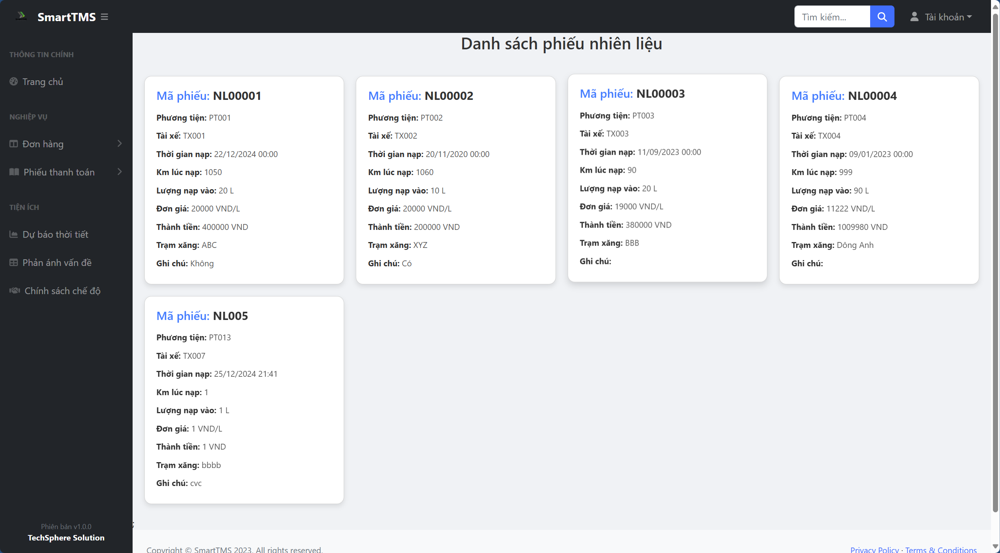 SmartTMS
Tìm kiếm...
Tài khoản
THÔNG TIN CHÍNH
Trang chủ
NGHIỆP VỤ
Đơn hàng
Phiếu thanh toán
TIỆN ÍCH
Dự báo thời tiết
Phản ánh vấn đề
Chính sách chế độ
Phiên bản v1.0.0
TechSphere Solution
Danh sách phiếu nhiên liệu
Mã phiếu: NL00001
Phương tiện: PT001
Tài xế: TX001
Thời gian nạp: 22/12/2024 00:00
Km lúc nạp: 1050
Lượng nạp vào: 20 L
Đơn giá: 20000 VND/L
Thành tiền: 400000 VND
Trạm xăng: ABC
Ghi chú: Không
Mã phiếu: NL00002
Phương tiện: PT002
Tài xế: TX002
Thời gian nạp: 20/11/2020 00:00
Km lúc nạp: 1060
Lượng nạp vào: 10 L
Đơn giá: 20000 VND/L
Thành tiền: 200000 VND
Trạm xăng: XYZ
Ghi chú: Có
Mã phiếu: NL00003
Phương tiện: PT003
Tài xế: TX003
Thời gian nạp: 11/09/2023 00:00
Km lúc nạp: 90
Lượng nạp vào: 20 L
Đơn giá: 19000 VND/L
Thành tiền: 380000 VND
Trạm xăng: BBB
Ghi chú:
Mã phiếu: NL00004
Phương tiện: PT004
Tài xế: TX004
Thời gian nạp: 09/01/2023 00:00
Km lúc nạp: 999
Lượng nạp vào: 90 L
Đơn giá: 11222 VND/L
Thành tiền: 1009980 VND
Trạm xăng: Dông Anh
Ghi chú:
Mã phiếu: NL005
Phương tiện: PT013
Tài xế: TX007
Thời gian nạp: 25/12/2024 21:41
Km lúc nạp: 1
Lượng nạp vào: 1 L
Đơn giá: 1 VND/L
Thành tiền: 1 VND
Trạm xăng: bbbb
Ghi chú: cvc
;
Copyright © SmartTMS 2023. All rights reserved.
Privacy Policy · Terms & Conditions